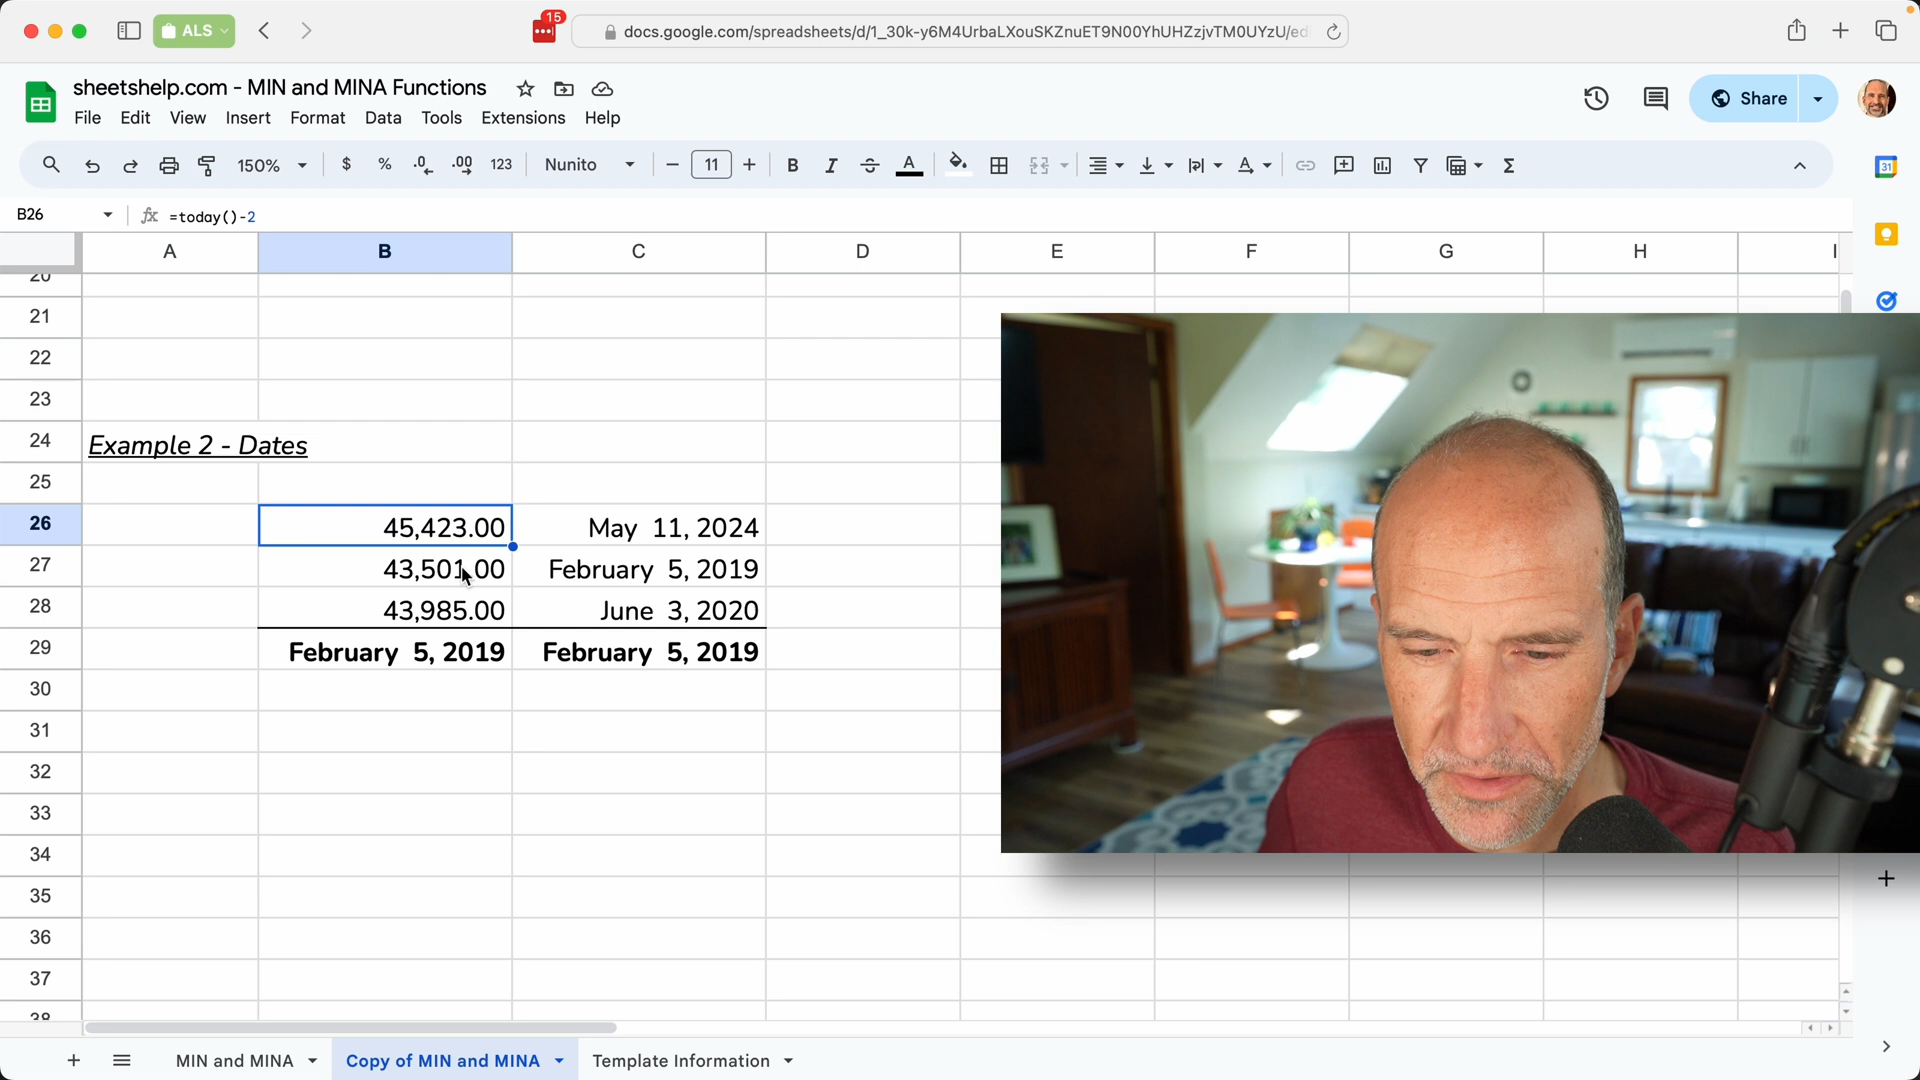 ALS
15
docs.google.com/spreadsheets/d/1_30k-y6M4UrbaLXouSKZnuET9N00YhUHZzjvTM0UYzU/ed
sheetshelp.com - MIN and MINA Functions
File Edit View Insert Format Data Tools Extensions Help
Share
150% $ % .0 .00 123 Nunito 11 B I A Σ
31
B26 fx =today()-2
A B C D E F G H I
20
21
22
23
24 Example 2 - Dates
25
26 45,423.00 May 11, 2024
27 43,501.00 February 5, 2019
28 43,985.00 June 3, 2020
29 February 5, 2019 February 5, 2019
30
31
32
33
34
35
36
37
38
MIN and MINA Copy of MIN and MINA Template Information